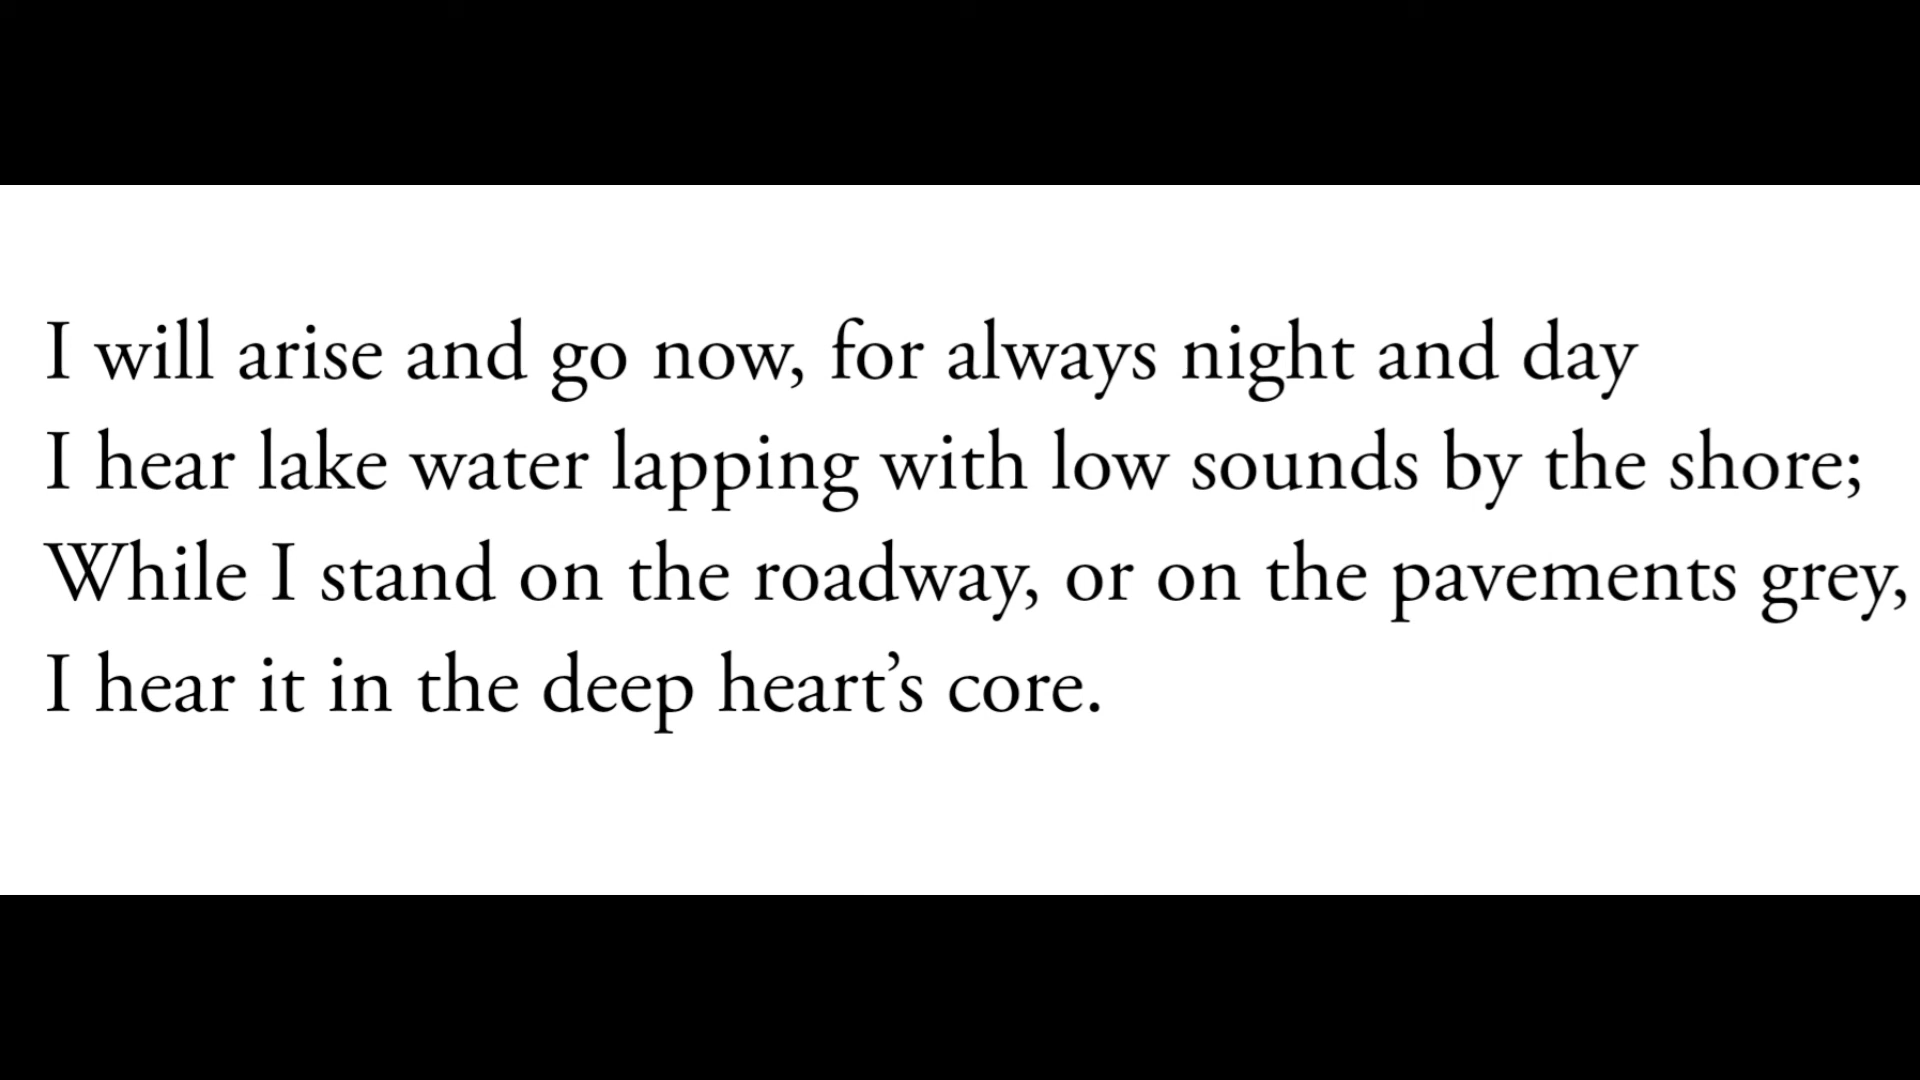 I will arise and go now, for always night and day
I hear lake water lapping with low sounds by the shore;
While I stand on the roadway, or on the pavements grey,
I hear it in the deep heart’s core.